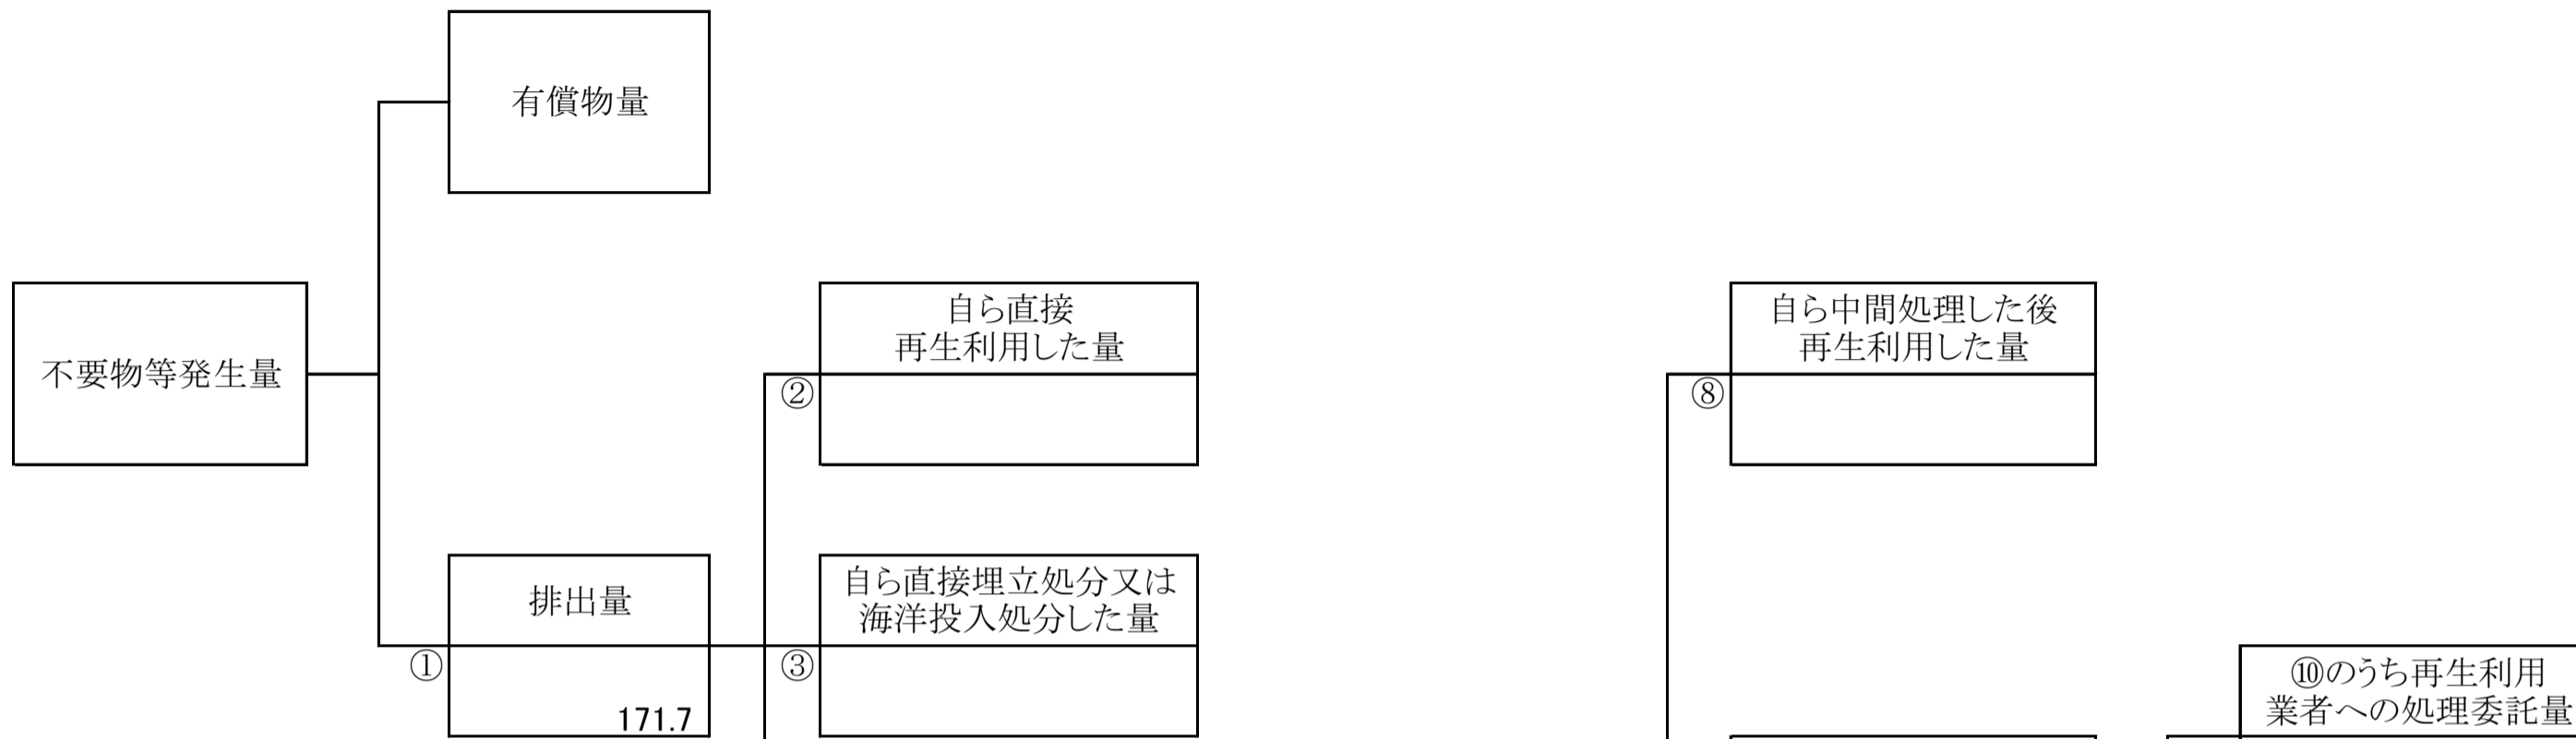 有償物量
不要物等発生量
自ら直接
再生利用した量
②
自ら中間処理した後
再生利用した量
⑧
排出量
①
171.7
自ら直接埋立処分又は
海洋投入処分した量
③
⑩のうち再生利用
業者への処理委託量